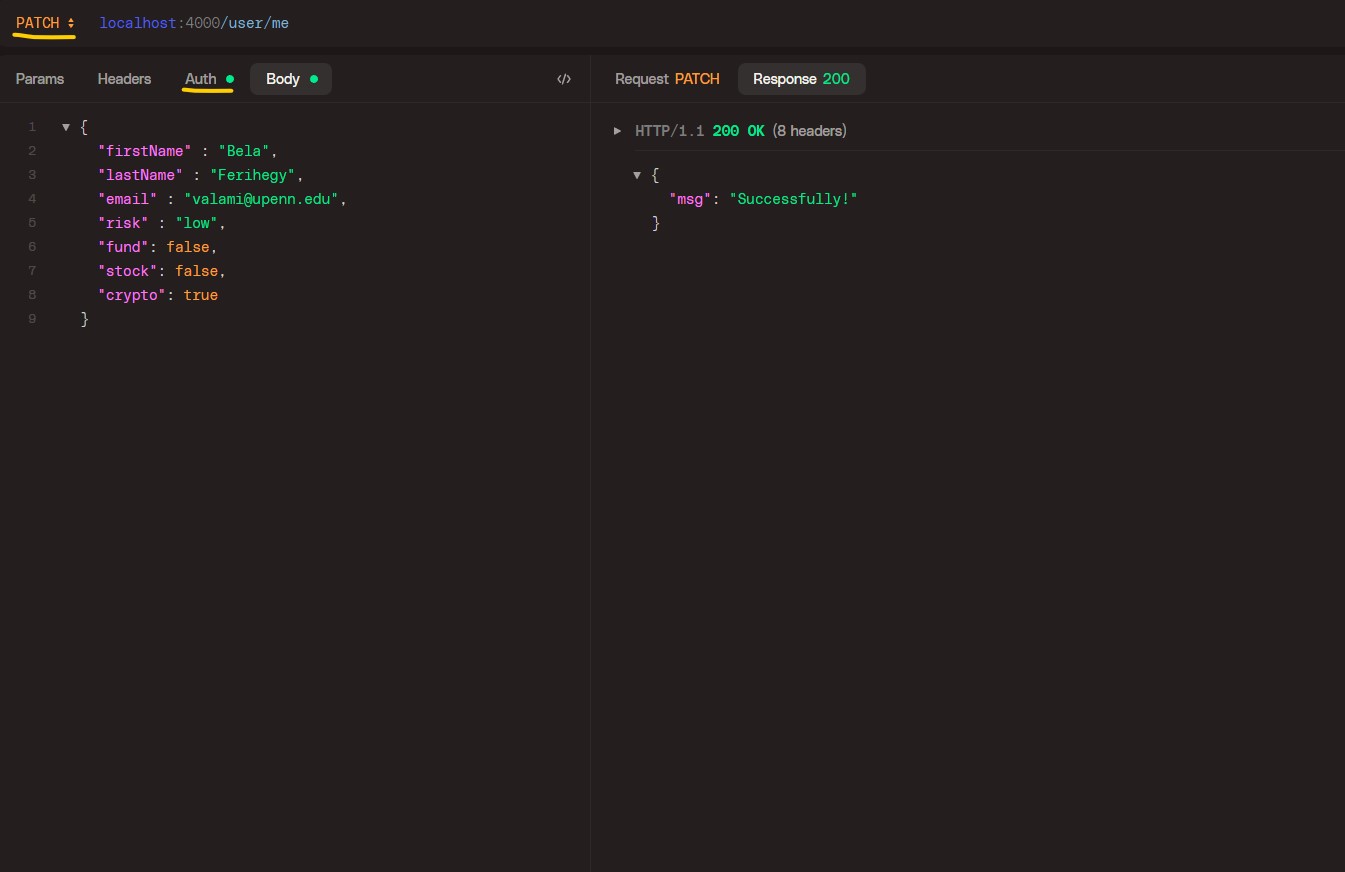 PATCH localhost:4000/user/me
Params Headers Auth Body </>
Request PATCH Response 200
1 {
2 "firstName" : "Bela",
3 "lastName" : "Ferihegy",
4 "email" : "valami@upenn.edu",
5 "risk" : "low",
6 "fund": false,
7 "stock": false,
8 "crypto": true
9 }
HTTP/1.1 200 OK (8 headers)
{
"msg": "Successfully!"
}